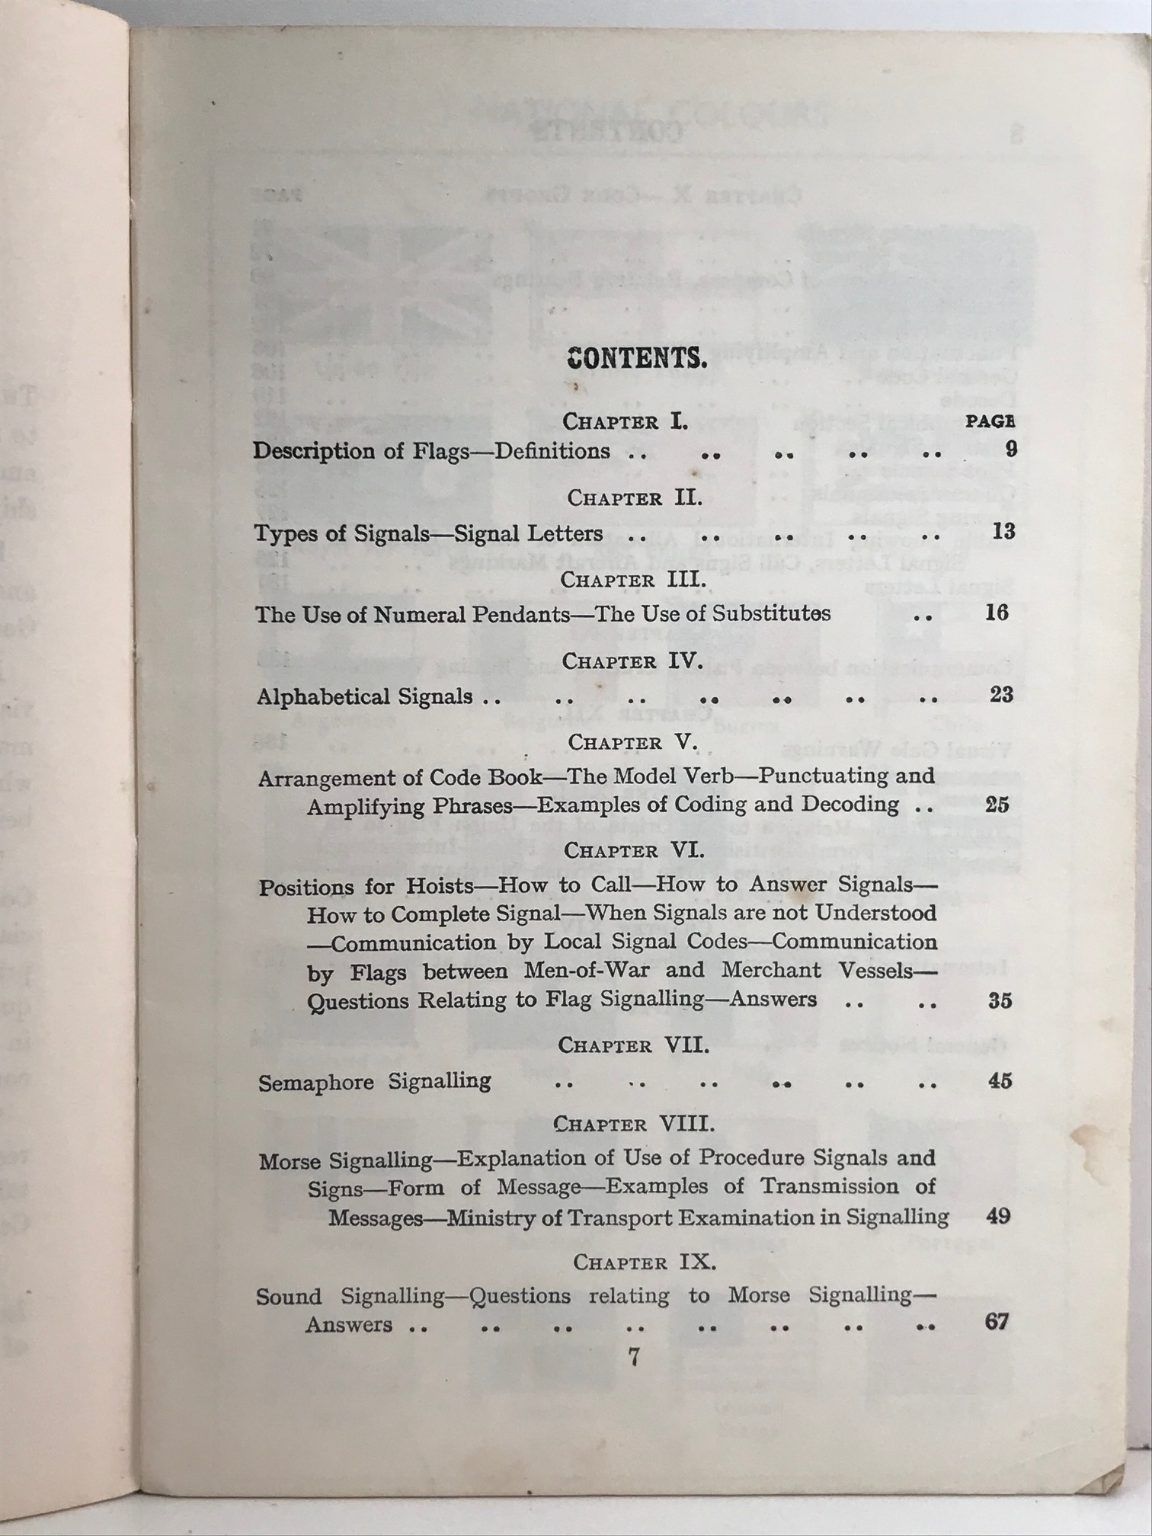 CONTENTS.
CHAPTER I. PAGE
Description of Flags—Definitions .. .. .. .. .. 9
CHAPTER II.
Types of Signals—Signal Letters .. .. .. .. .. 13
CHAPTER III.
The Use of Numeral Pendants—The Use of Substitutes .. 16
CHAPTER IV.
Alphabetical Signals .. .. .. .. .. .. .. 23
CHAPTER V.
Arrangement of Code Book—The Model Verb—Punctuating and
Amplifying Phrases—Examples of Coding and Decoding .. 25
CHAPTER VI.
Positions for Hoists—How to Call—How to Answer Signals—
How to Complete Signal—When Signals are not Understood
—Communication by Local Signal Codes—Communication
by Flags between Men-of-War and Merchant Vessels—
Questions Relating to Flag Signalling—Answers .. .. 35
CHAPTER VII.
Semaphore Signalling .. .. .. .. .. .. 45
CHAPTER VIII.
Morse Signalling—Explanation of Use of Procedure Signals and
Signs—Form of Message—Examples of Transmission of
Messages—Ministry of Transport Examination in Signalling 49
CHAPTER IX.
Sound Signalling—Questions relating to Morse Signalling—
Answers .. .. .. .. .. .. .. .. 67
7